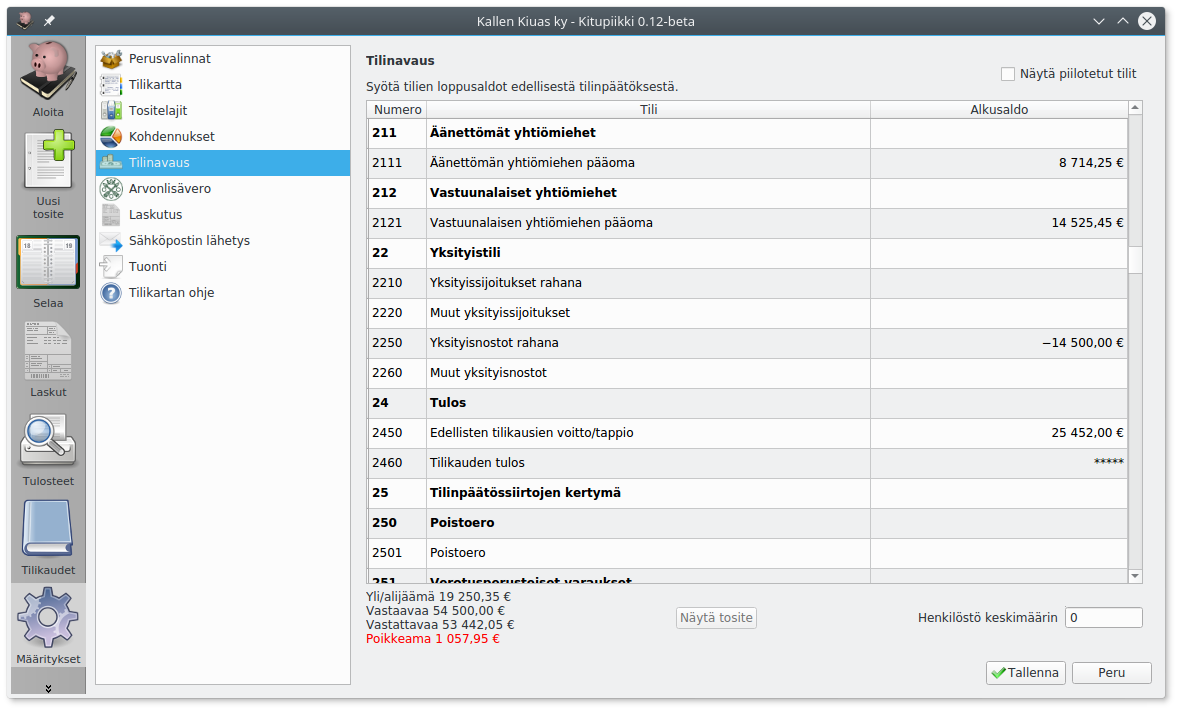 Kallen Kiuas ky - Kitupiikki 0.12-beta
Aloita
Uusi
tosite
18
19
Selaa
Laskut
Tulosteet
Tilikaudet
Määritykset
Perusvalinnat
Tilikartta
Tositelajit
Kohdennukset
Tilinavaus
Arvonlisävero
Laskutus
Sähköpostin lähetys
Tuonti
Tilikartan ohje
Tilinavaus
Syötä tilien loppusaldot edellisestä tilinpäätöksestä.
Näytä piilotetut tilit
Numero Tili Alkusaldo
211 Äänettömät yhtiömiehet
2111 Äänettömän yhtiömiehen pääoma 8 714,25 €
212 Vastuunalaiset yhtiömiehet
2121 Vastuunalaisen yhtiömiehen pääoma 14 525,45 €
22 Yksityistili
2210 Yksityissijoitukset rahana
2220 Muut yksityissijoitukset
2250 Yksityisnostot rahana −14 500,00 €
2260 Muut yksityisnostot
24 Tulos
2450 Edellisten tilikausien voitto/tappio 25 452,00 €
2460 Tilikauden tulos *****
25 Tilinpäätössiirtojen kertymä
250 Poistoero
2501 Poistoero
251 Verotusperusteiset varaukset
Yli/alijäämä 19 250,35 €
Vastaavaa 54 500,00 €
Vastattavaa 53 442,05 €
Poikkeama 1 057,95 €
Näytä tosite
Henkilöstö keskimäärin 0
Tallenna
Peru